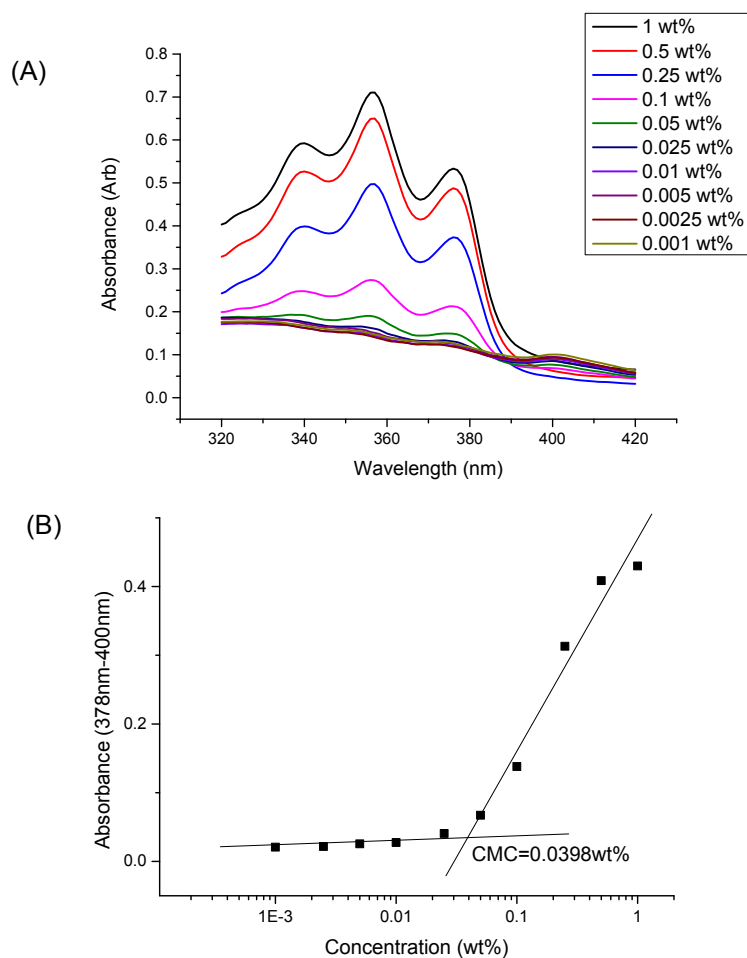 (A)
1 wt%
0.5 wt%
0.25 wt%
0.1 wt%
0.05 wt%
0.025 wt%
0.01 wt%
0.005 wt%
0.0025 wt%
0.001 wt%
Absorbance (Arb)
0.8
0.7
0.6
0.5
0.4
0.3
0.2
0.1
0.0
320 340 360 380 400 420
Wavelength (nm)
(B)
Absorbance (378nm-400nm)
0.4
0.2
0.0
CMC=0.0398wt%
1E-3 0.01 0.1 1
Concentration (wt%)